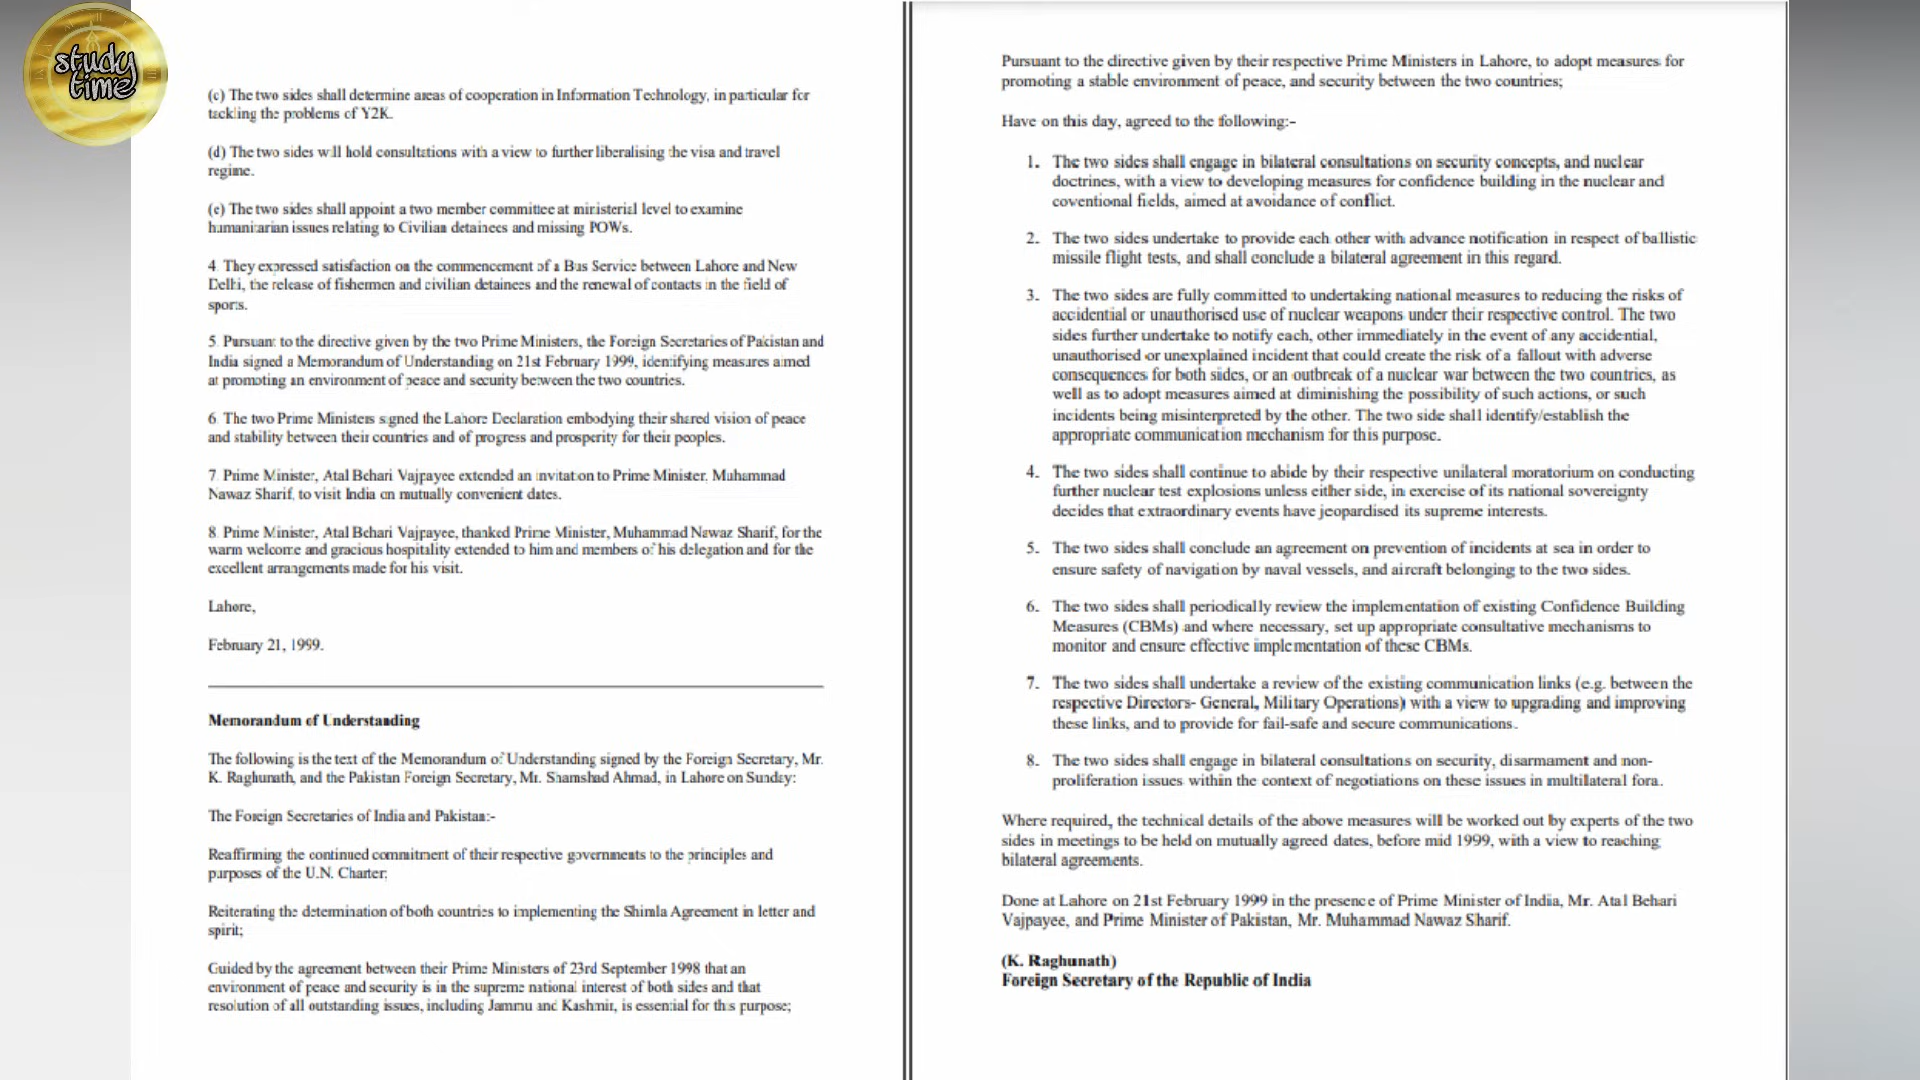 study
time
(c) The two sides shall determine areas of cooperation in Information Technology, in particular for
tackling the problems of Y2K.
(d) The two sides will hold consultations with a view to further liberalising the visa and travel
regime.
(e) The two sides shall appoint a two member committee at ministerial level to examine
humanitarian issues relating to Civilian detainees and missing POWs.
4. They expressed satisfaction on the commencement of a Bus Service between Lahore and New
Delhi, the release of fishermen and civilian detainees and the renewal of contacts in the field of
sports.
5. Pursuant to the directive given by the two Prime Ministers, the Foreign Secretaries of Pakistan and
India signed a Memorandum of Understanding on 21st February 1999, identifying measures aimed
at promoting an environment of peace and security between the two countries.
6. The two Prime Ministers signed the Lahore Declaration embodying their shared vision of peace
and stability between their countries and of progress and prosperity for their peoples.
7. Prime Minister, Atal Behari Vajpayee extended an invitation to Prime Minister, Muhammad
Nawaz Sharif, to visit India on mutually convenient dates.
8. Prime Minister, Atal Behari Vajpayee, thanked Prime Minister, Muhammad Nawaz Sharif, for the
warm welcome and gracious hospitality extended to him and members of his delegation and for the
excellent arrangements made for his visit.
Lahore,
February 21, 1999.
Memorandum of Understanding
The following is the text of the Memorandum of Understanding signed by the Foreign Secretary, Mr.
K. Raghunath, and the Pakistan Foreign Secretary, Mr. Shamshad Ahmad, in Lahore on Sunday:
The Foreign Secretaries of India and Pakistan:-
Reaffirming the continued commitment of their respective governments to the principles and
purposes of the U.N. Charter;
Reiterating the determination of both countries to implementing the Shimla Agreement in letter and
spirit;
Guided by the agreement between their Prime Ministers of 23rd September 1998 that an
environment of peace and security is in the supreme national interest of both sides and that
resolution of all outstanding issues, including Jammu and Kashmir, is essential for this purpose;
Pursuant to the directive given by their respective Prime Ministers in Lahore, to adopt measures for
promoting a stable environment of peace, and security between the two countries;
Have on this day, agreed to the following:-
1. The two sides shall engage in bilateral consultations on security concepts, and nuclear
doctrines, with a view to developing measures for confidence building in the nuclear and
coventional fields, aimed at avoidance of conflict.
2. The two sides undertake to provide each other with advance notification in respect of ballistic
missile flight tests, and shall conclude a bilateral agreement in this regard.
3. The two sides are fully committed to undertaking national measures to reducing the risks of
accidential or unauthorised use of nuclear weapons under their respective control. The two
sides further undertake to notify each, other immediately in the event of any accidential,
unauthorised or unexplained incident that could create the risk of a fallout with adverse
consequences for both sides, or an outbreak of a nuclear war between the two countries, as
well as to adopt measures aimed at diminishing the possibility of such actions, or such
incidents being misinterpreted by the other. The two side shall identify/establish the
appropriate communication mechanism for this purpose.
4. The two sides shall continue to abide by their respective unilateral moratorium on conducting
further nuclear test explosions unless either side, in exercise of its national sovereignty
decides that extraordinary events have jeopardised its supreme interests.
5. The two sides shall conclude an agreement on prevention of incidents at sea in order to
ensure safety of navigation by naval vessels, and aircraft belonging to the two sides.
6. The two sides shall periodically review the implementation of existing Confidence Building
Measures (CBMs) and where necessary, set up appropriate consultative mechanisms to
monitor and ensure effective implementation of these CBMs.
7. The two sides shall undertake a review of the existing communication links (e.g. between the
respective Directors- General, Military Operations) with a view to upgrading and improving
these links, and to provide for fail-safe and secure communications.
8. The two sides shall engage in bilateral consultations on security, disarmament and non-
proliferation issues within the context of negotiations on these issues in multilateral fora.
Where required, the technical details of the above measures will be worked out by experts of the two
sides in meetings to be held on mutually agreed dates, before mid 1999, with a view to reaching
bilateral agreements.
Done at Lahore on 21st February 1999 in the presence of Prime Minister of India, Mr. Atal Behari
Vajpayee, and Prime Minister of Pakistan, Mr. Muhammad Nawaz Sharif.
(K. Raghunath)
Foreign Secretary of the Republic of India